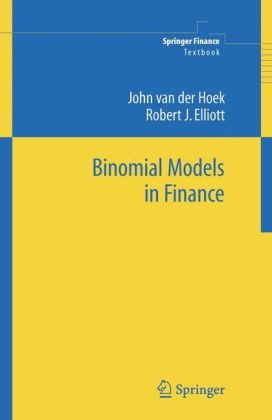 Springer Finance
Textbook
John van der Hoek
Robert J. Elliott
Binomial Models
in Finance
Springer